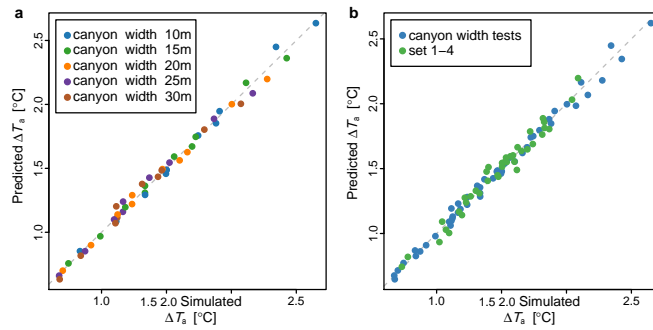 a
canyon width 10m
canyon width 15m
canyon width 20m
canyon width 25m
canyon width 30m
Predicted ΔTa [°C]
2.5
2.0
1.5
1.0
1.0 1.5 2.0 Simulated 2.5
ΔTa [°C]
b
canyon width tests
set 1−4
Predicted ΔTa [°C]
2.5
2.0
1.5
1.0
1.0 1.5 2.0 Simulated 2.5
ΔTa [°C]